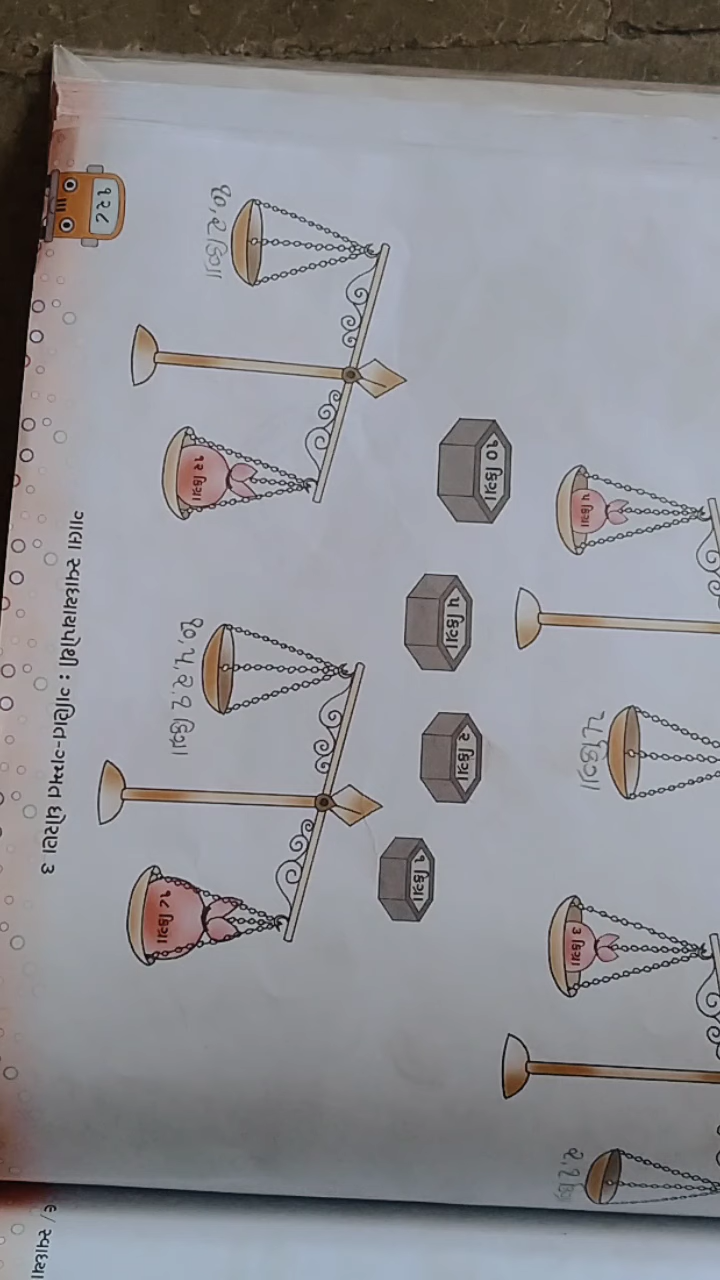 ૫ કિગ્રા
૫ કિગ્રા
૩ કિગ્રા
૨,૧ કિગ્રા
૧૦ કિગ્રા
૫ કિગ્રા
૨ કિગ્રા
૧ કિગ્રા
૧૦,૨ કિગ્રા
૧૨ કિગ્રા
૧૦,૫,૨,૧ કિગ્રા
૧૮ કિગ્રા
૧૨૮
ગાલા સ્વાધ્યાયપોથી : ગણિત-ગમ્મત ધોરણ ૩